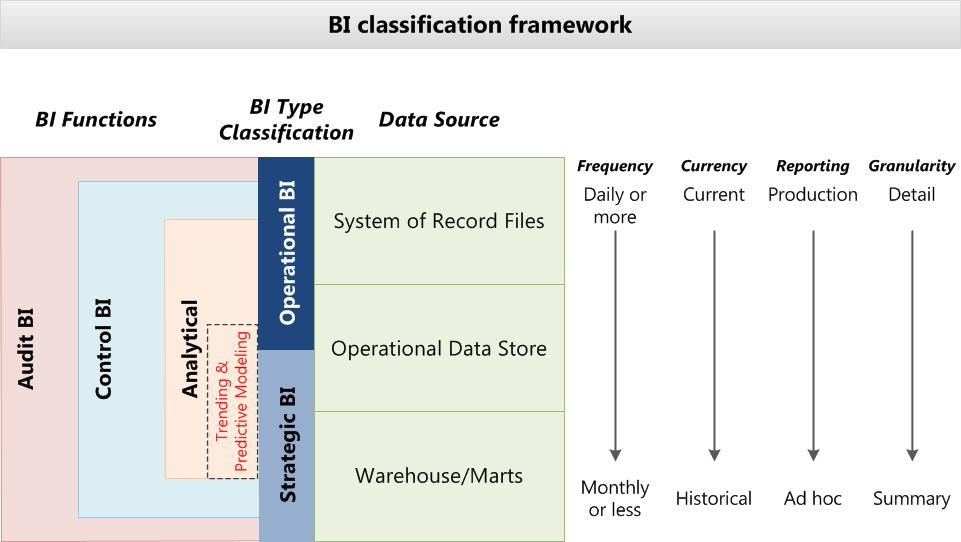 BI classification framework
BI Functions
BI Type
Classification
Data Source
Audit BI
Control BI
Analytical
Trending &
Predictive Modeling
Operational BI
Strategic BI
System of Record Files
Operational Data Store
Warehouse/Marts
Frequency
Currency
Reporting
Granularity
Daily or
more
Current
Production
Detail
Monthly
or less
Historical
Ad hoc
Summary